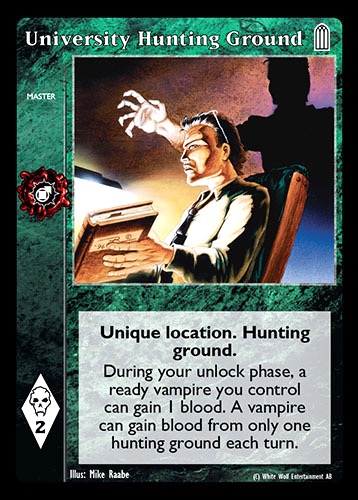 University Hunting Ground
MASTER
Unique location. Hunting
ground.
During your unlock phase, a
ready vampire you control
can gain 1 blood. A vampire
can gain blood from only one
hunting ground each turn.
2
Illus: Mike Raabe
(C) White Wolf Entertainment AB